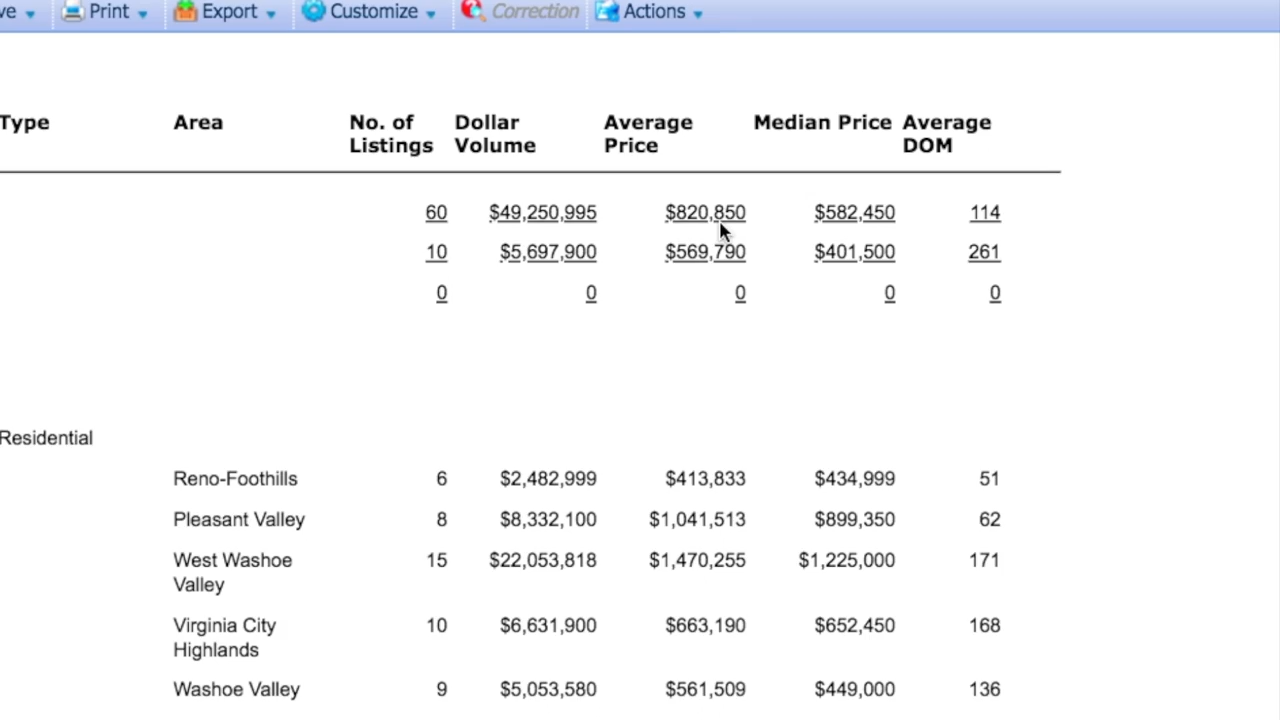 ve Print Export Customize Correction Actions
Type Area No. of Listings Dollar Volume Average Price Median Price Average DOM
60 $49,250,995 $820,850 $582,450 114
10 $5,697,900 $569,790 $401,500 261
0 0 0 0 0
Residential
Reno-Foothills 6 $2,482,999 $413,833 $434,999 51
Pleasant Valley 8 $8,332,100 $1,041,513 $899,350 62
West Washoe Valley 15 $22,053,818 $1,470,255 $1,225,000 171
Virginia City Highlands 10 $6,631,900 $663,190 $652,450 168
Washoe Valley 9 $5,053,580 $561,509 $449,000 136